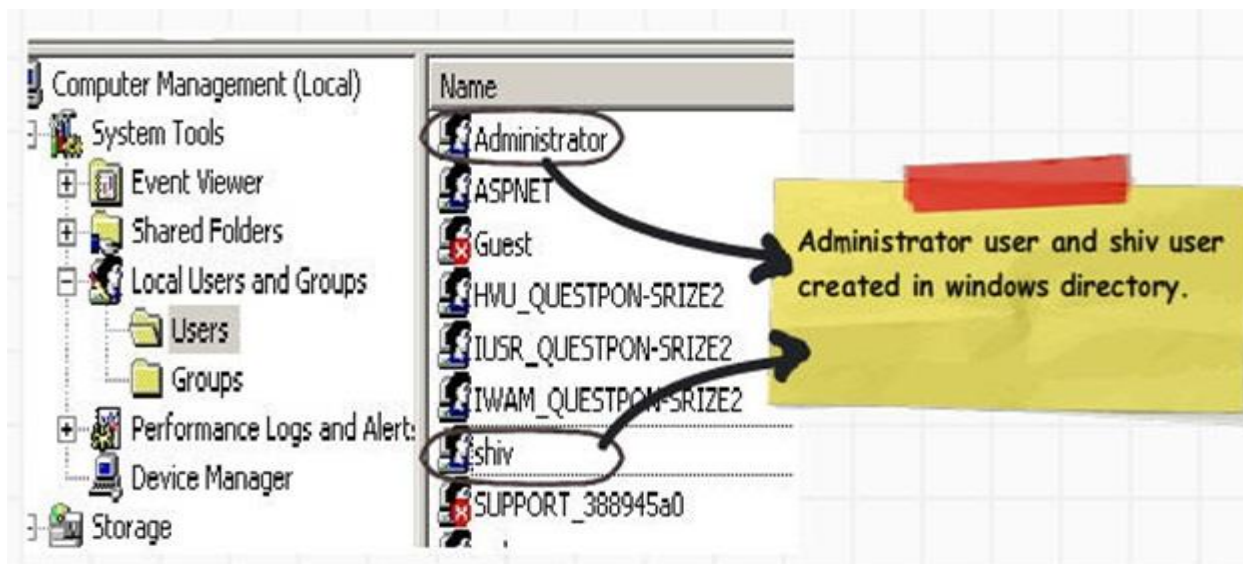 Computer Management (Local)
System Tools
Event Viewer
Shared Folders
Local Users and Groups
Users
Groups
Performance Logs and Alert
Device Manager
Storage
Name
Administrator
ASPNET
Guest
HVU_QUESTPON-SRIZE2
IUSR_QUESTPON-SRIZE2
IWAM_QUESTPON-SRIZE2
shiv
SUPPORT_388945a0
Administrator user and shiv user
created in windows directory.